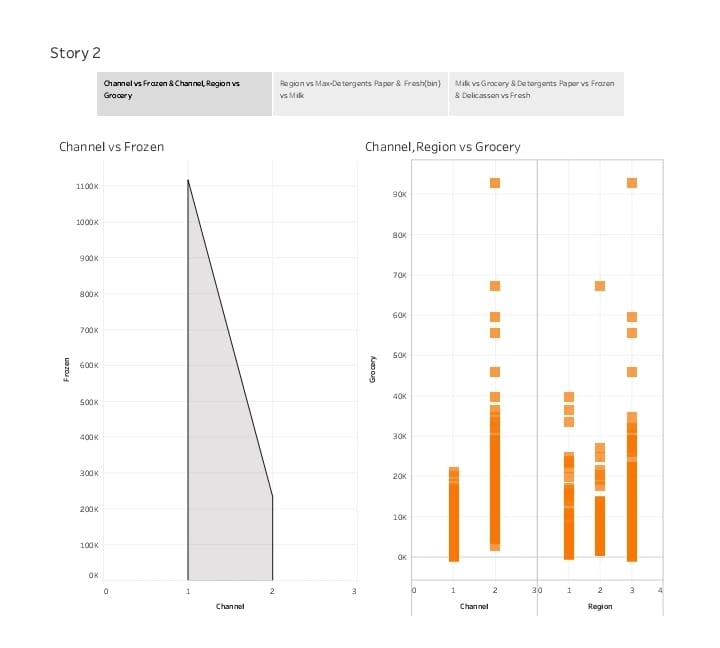 Story 2
Channel vs Frozen & Channel, Region vs
Grocery
Region vs Max-Detergents Paper & Fresh(bin)
vs Milk
Milk vs Grocery & Detergents Paper vs Frozen
& Delicassen vs Fresh
Channel vs Frozen
1100K
1000K
900K
800K
700K
600K
500K
400K
300K
200K
100K
0K
Frozen
0 1 2 3
Channel
Channel, Region vs Grocery
90K
80K
70K
60K
50K
40K
30K
20K
10K
0K
Grocery
0 1 2 3 0 1 2 3 4
Channel Region